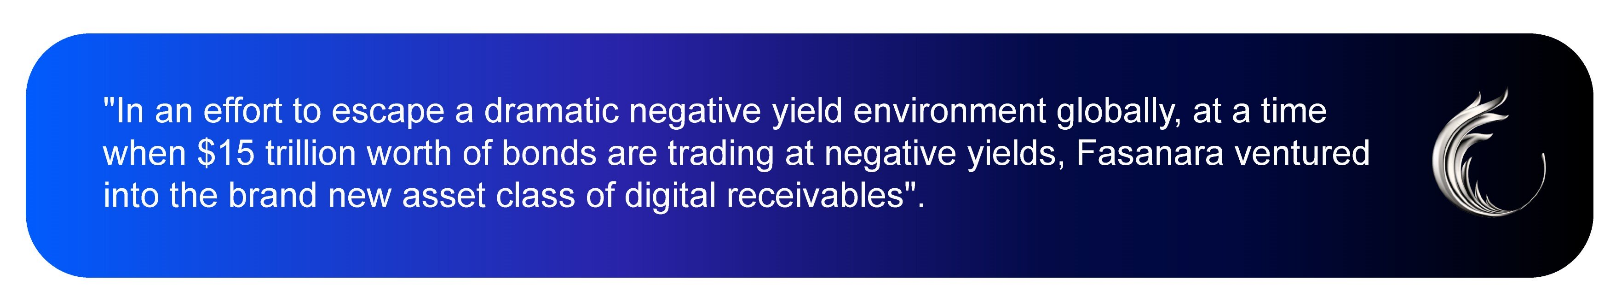 "In an effort to escape a dramatic negative yield environment globally, at a time
when $15 trillion worth of bonds are trading at negative yields, Fasanara ventured
into the brand new asset class of digital receivables".